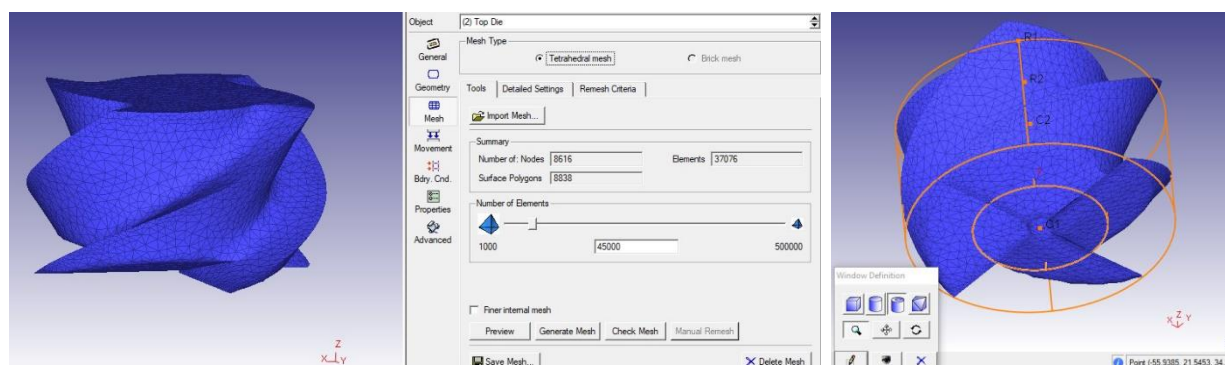 Object
(2) Top Die
General
Geometry
Mesh
Movement
Bdry. Cnd.
Properties
Advanced
Mesh Type
Tetrahedral mesh
Brick mesh
Tools
Detailed Settings
Remesh Criteria
Import Mesh...
Summary
Number of: Nodes 8616
Elements 37076
Surface Polygons 8838
Number of Elements
1000
45000
500000
Finer internal mesh
Preview
Generate Mesh
Check Mesh
Manual Remesh
Save Mesh...
Delete Mesh
Z
X Y
R1
R2
C2
Window Definition
X Z Y
Point (-55.9385, 21.5453, 34.